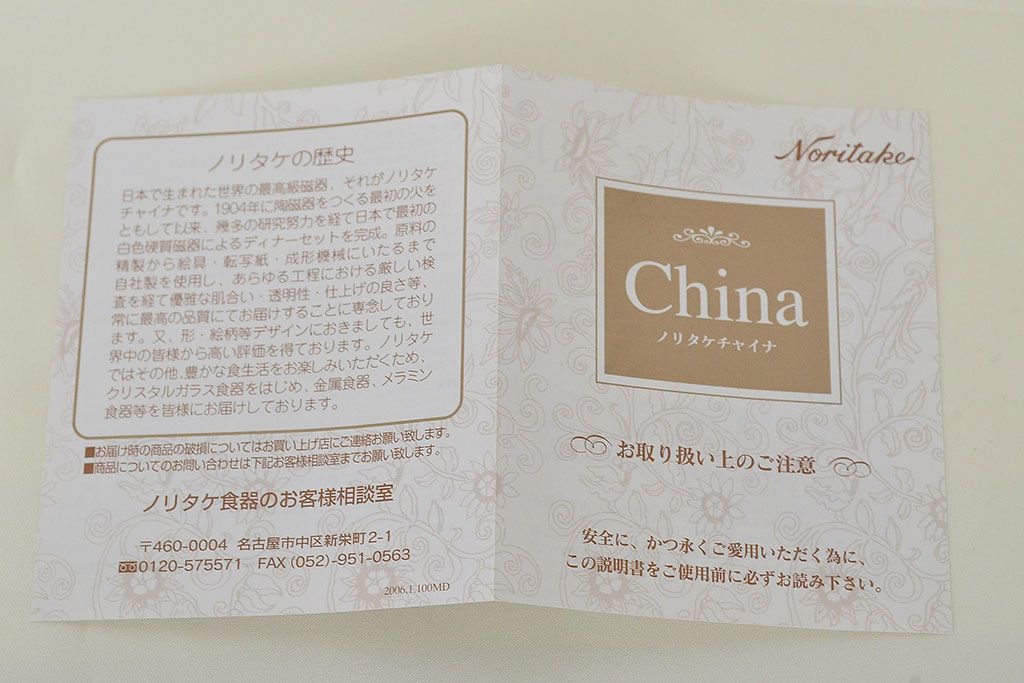 ノリタケの歴史
日本で生まれた世界の最高級磁器、それがノリタケ
チャイナです。1904年に陶磁器をつくる最初の火を
ともして以来、幾多の研究努力を経て日本で最初の
白色硬質磁器によるディナーセットを完成。原料の
精製から絵具・転写紙・成形機械にいたるまで
自社製を使用し、あらゆる工程における厳しい検
査を経て優雅な肌合い・透明性・仕上げの良さ等、
常に最高の品質にてお届けすることに専念しており
ます。又、形・絵柄等デザインにおきましても、世
界中の皆様から高い評価を得ております。ノリタケ
ではその他、豊かな食生活をお楽しみいただくため、
クリスタルガラス食器をはじめ、金属食器、メラミン
食器等を皆様にお届けしております。
■お届け時の商品の破損についてはお買い上げ店にご連絡お願い致します。
■商品についてのお問い合わせは下記お客様相談室までお願い致します。
ノリタケ食器のお客様相談室
〒460-0004 名古屋市中区新栄町2-1
0120-575571 FAX (052)-951-0563
2006.1.100MD
Noritake
China
ノリタケチャイナ
お取り扱い上のご注意
安全に、かつ永くご愛用いただく為に、
この説明書をご使用前に必ずお読み下さい。